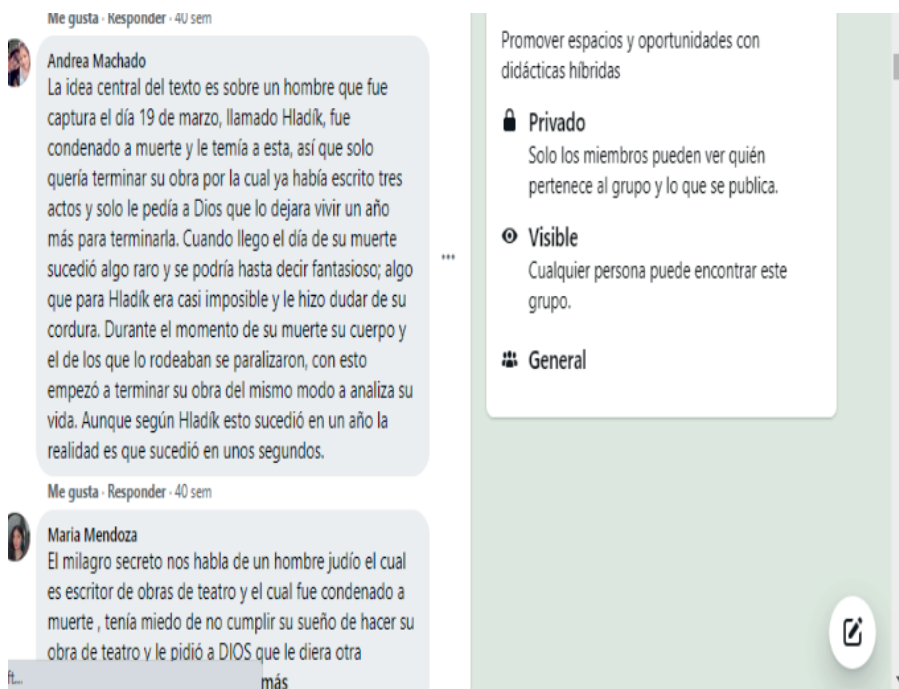 Me gusta · Responder · 40 sem
Andrea Machado
La idea central del texto es sobre un hombre que fue
captura el día 19 de marzo, llamado Hladík, fue
condenado a muerte y le temía a esta, así que solo
quería terminar su obra por la cual ya había escrito tres
actos y solo le pedía a Dios que lo dejara vivir un año
más para terminarla. Cuando llego el día de su muerte
sucedió algo raro y se podría hasta decir fantasioso; algo
que para Hladík era casi imposible y le hizo dudar de su
cordura. Durante el momento de su muerte su cuerpo y
el de los que lo rodeaban se paralizaron, con esto
empezó a terminar su obra del mismo modo a analiza su
vida. Aunque según Hladík esto sucedió en un año la
realidad es que sucedió en unos segundos.
Me gusta · Responder · 40 sem
Maria Mendoza
El milagro secreto nos habla de un hombre judío el cual
es escritor de obras de teatro y el cual fue condenado a
muerte , tenía miedo de no cumplir su sueño de hacer su
obra de teatro y le pidió a DIOS que le diera otra
más
Promover espacios y oportunidades con
didácticas híbridas
Privado
Solo los miembros pueden ver quién
pertenece al grupo y lo que se publica.
Visible
Cualquier persona puede encontrar este
grupo.
General